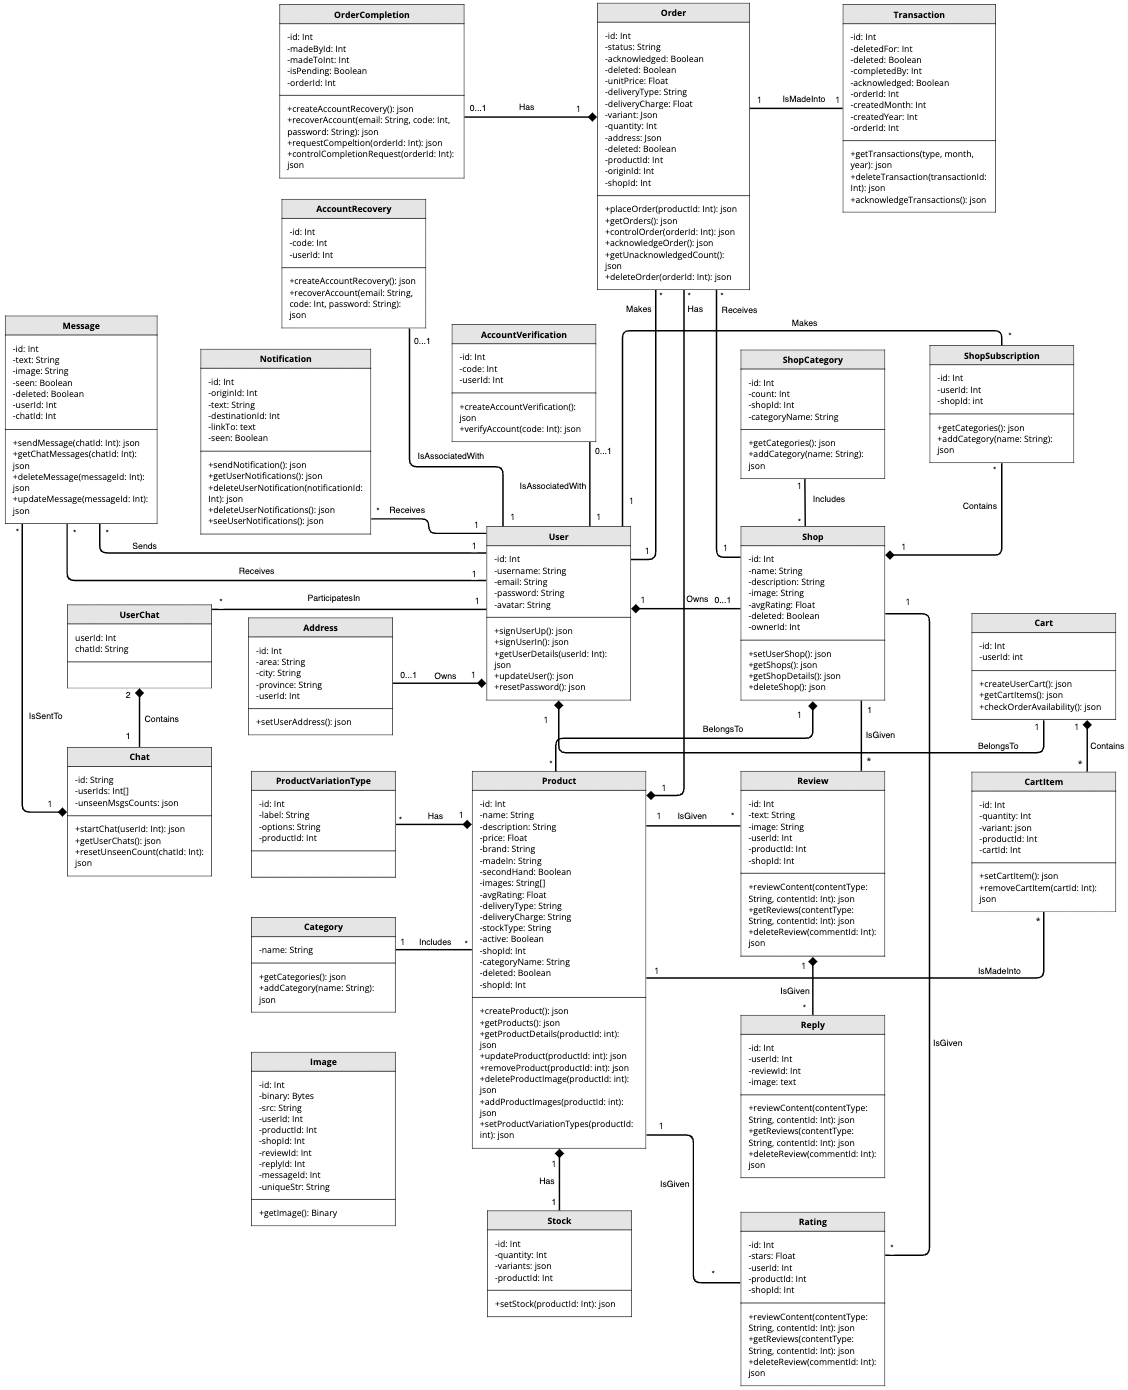 OrderCompletion
-id: Int
-madeById: Int
-madeToInt: Int
-isPending: Boolean
-orderId: Int
+createAccountRecovery(): json
+recoverAccount(email: String, code: Int,
password: String): json
+requestCompeltion(orderId: Int): json
+controlCompletionRequest(orderId: Int):
json
0...1
Has
1
Order
-id: Int
-status: String
-acknowledged: Boolean
-deleted: Boolean
-unitPrice: Float
-deliveryType: String
-deliveryCharge: Float
-variant: Json
-quantity: Int
-address: Json
-deleted: Boolean
-productId: Int
-originId: Int
-shopId: Int
+placeOrder(productId: Int): json
+getOrders(): json
+controlOrder(orderId: Int): json
+acknowledgeOrder(): json
+getUnacknowledgedCount():
json
+deleteOrder(orderId: Int): json
1
IsMadeInto
1
Transaction
-id: Int
-deletedFor: Int
-deleted: Boolean
-completedBy: Int
-acknowledged: Boolean
-orderId: Int
-createdMonth: Int
-createdYear: Int
-orderId: Int
+getTransactions(type, month,
year): json
+deleteTransaction(transactionId:
Int): json
+acknowledgeTransactions(): json
AccountRecovery
-id: Int
-code: Int
-userId: Int
+createAccountRecovery(): json
+recoverAccount(email: String,
code: Int, password: String):
json
0...1
IsAssociatedWith
1
Message
-id: Int
-text: String
-image: String
-seen: Boolean
-deleted: Boolean
-userId: Int
-chatId: Int
+sendMessage(chatId: Int): json
+getChatMessages(chatId: Int):
json
+deleteMessage(messageId: Int):
json
+updateMessage(messageId: Int):
json
Notification
-id: Int
-originId: Int
-text: String
-destinationId: Int
-linkTo: text
-seen: Boolean
+sendNotification(): json
+getUserNotifications(): json
+deleteUserNotification(notificationId:
Int): json
+deleteUserNotifications(): json
+seeUserNotifications(): json
* Receives 1
AccountVerification
-id: Int
-code: Int
-userId: Int
+createAccountVerification():
json
+verifyAccount(code: Int): json
0...1
IsAssociatedWith
1
* * *
Makes Has Receives
Makes
*
1
ShopCategory
-id: Int
-count: Int
-shopId: Int
-categoryName: String
+getCategories(): json
+addCategory(name: String):
json
1
Includes
*
ShopSubscription
-id: Int
-userId: Int
-shopId: int
+getCategories(): json
+addCategory(name: String):
json
*
Contains
1
* * *
Sends 1
Receives 1
* ParticipatesIn 1
User
-id: Int
-username: String
-email: String
-password: String
-avatar: String
+signUserUp(): json
+signUserIn(): json
+getUserDetails(userId: Int):
json
+updateUser(): json
+resetPassword(): json
1
1
1 Owns 0...1
Shop
-id: Int
-name: String
-description: String
-image: String
-avgRating: Float
-deleted: Boolean
-ownerId: Int
+setUserShop(): json
+getShops(): json
+getShopDetails(): json
+deleteShop(): json
1
UserChat
userId: Int
chatId: String
2
Contains
1
IsSentTo
1
Address
-id: Int
-area: String
-city: String
-province: String
-userId: Int
+setUserAddress(): json
0...1 Owns 1
Cart
-id: Int
-userId: int
+createUserCart(): json
+getCartItems(): json
+checkOrderAvailability(): json
1 1
Contains
*
1
BelongsTo
1
*
BelongsTo
1
IsGiven
*
Chat
-id: String
-userIds: Int[]
-unseenMsgsCounts: json
+startChat(userId: Int): json
+getUserChats(): json
+resetUnseenCount(chatId: Int):
json
ProductVariationType
-id: Int
-label: String
-options: String
-productId: Int
* Has 1
Product
-id: Int
-name: String
-description: String
-price: Float
-brand: String
-madeIn: String
-secondHand: Boolean
-images: String[]
-avgRating: Float
-deliveryType: String
-deliveryCharge: String
-stockType: String
-active: Boolean
-shopId: Int
-categoryName: String
-deleted: Boolean
-shopId: Int
+createProduct(): json
+getProducts(): json
+getProductDetails(productId: int):
json
+updateProduct(productId: int): json
+removeProduct(productId: int): json
+deleteProductImage(productId: int):
json
+addProductImages(productId: int):
json
+setProductVariationTypes(productId:
int): json
1
1 IsGiven *
Review
-id: Int
-text: String
-image: String
-userId: Int
-productId: Int
-shopId: Int
+reviewContent(contentType:
String, contentId: Int): json
+getReviews(contentType:
String, contentId: Int): json
+deleteReview(commentId: Int):
json
CartItem
-id: Int
-quantity: Int
-variant: json
-productId: Int
-cartId: Int
+setCartItem(): json
+removeCartItem(cartId: Int):
json
*
1
IsMadeInto
Category
-name: String
+getCategories(): json
+addCategory(name: String):
json
1 Includes *
1
IsGiven
*
Reply
-id: Int
-userId: Int
-reviewId: Int
-image: text
+reviewContent(contentType:
String, contentId: Int): json
+getReviews(contentType:
String, contentId: Int): json
+deleteReview(commentId: Int):
json
IsGiven
*
Image
-id: Int
-binary: Bytes
-src: String
-userId: Int
-productId: Int
-shopId: Int
-reviewId: Int
-replyId: Int
-messageId: Int
-uniqueStr: String
+getImage(): Binary
1
Has
1
1
IsGiven
*
Stock
-id: Int
-quantity: Int
-variants: json
-productId: Int
+setStock(productId: Int): json
Rating
-id: Int
-stars: Float
-userId: Int
-productId: Int
-shopId: Int
+reviewContent(contentType:
String, contentId: Int): json
+getReviews(contentType:
String, contentId: Int): json
+deleteReview(commentId: Int):
json